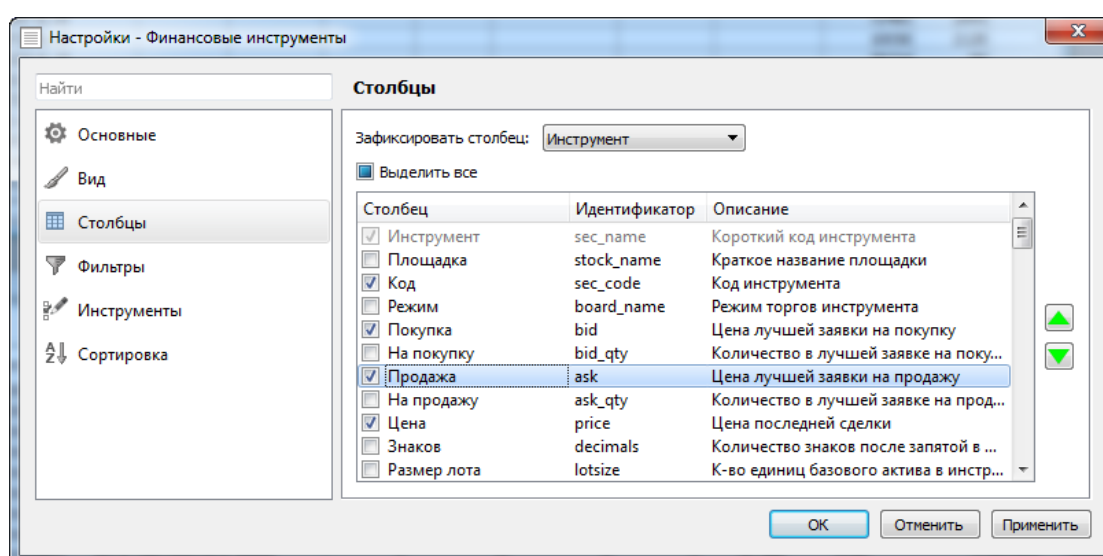 Настройки - Финансовые инструменты
Найти
Основные
Вид
Столбцы
Фильтры
Инструменты
Сортировка
Столбцы
Зафиксировать столбец: Инструмент
Выделить все
Столбец Идентификатор Описание
Инструмент sec_name Короткий код инструмента
Площадка stock_name Краткое название площадки
Код sec_code Код инструмента
Режим board_name Режим торгов инструмента
Покупка bid Цена лучшей заявки на покупку
На покупку bid_qty Количество в лучшей заявке на поку...
Продажа ask Цена лучшей заявки на продажу
На продажу ask_qty Количество в лучшей заявке на прод...
Цена price Цена последней сделки
Знаков decimals Количество знаков после запятой в ...
Размер лота lotsize К-во единиц базового актива в инстр...
OK Отменить Применить